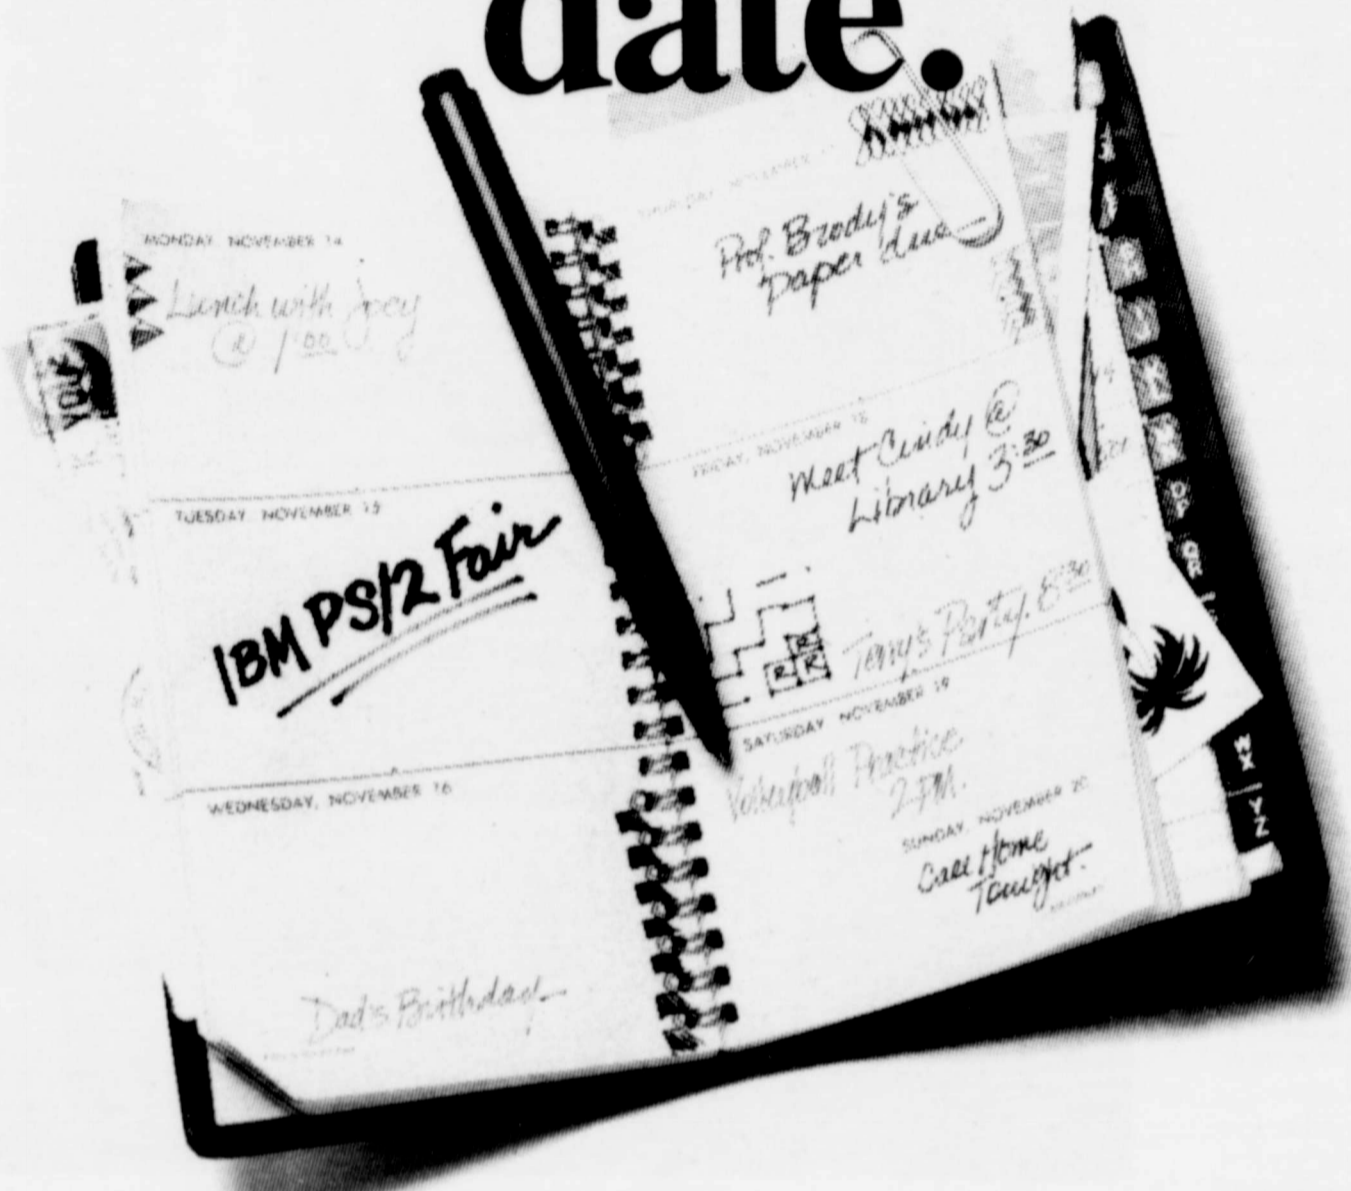 date.
MONDAY, NOVEMBER 14
Lunch with Joey
@ 1:00
TUESDAY, NOVEMBER 15
IBM PS/2 Fair
WEDNESDAY, NOVEMBER 16
Dad's Birthday
Prof. Brody's
paper due
FRIDAY, NOVEMBER 18
Meet Cindy @
Library 3:30
Terry's Party. 8:30
SATURDAY NOVEMBER 19
Volleyball Practice
2 PM.
SUNDAY, NOVEMBER 20
Call Home
Tonight.
WX
YZ